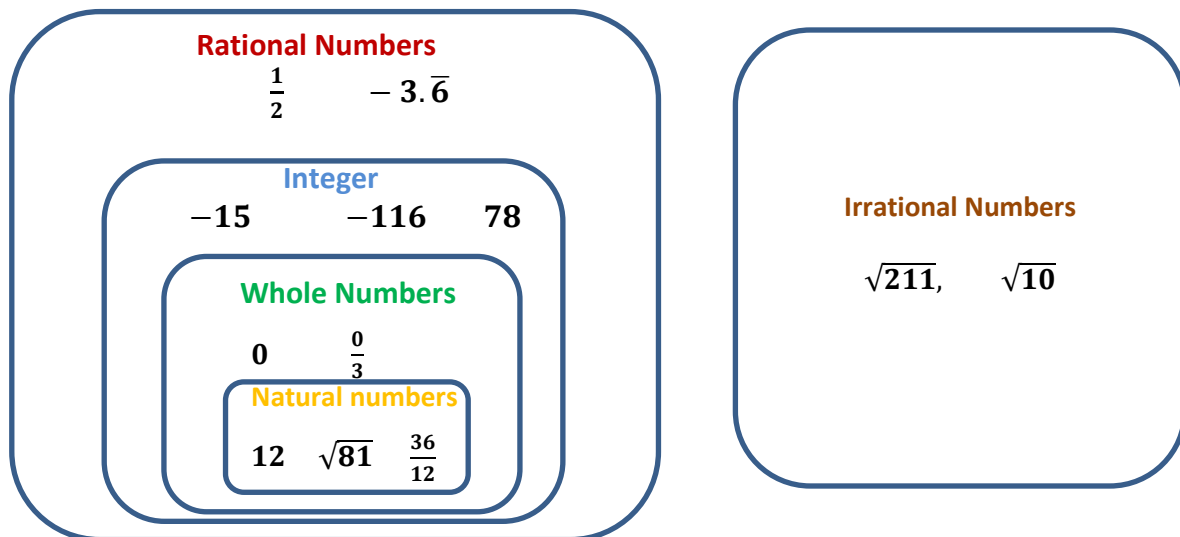 Rational Numbers
1/2 − 3.6̅
Integer
−15 −116 78
Whole Numbers
0 0/3
Natural numbers
12 √81 36/12
Irrational Numbers
√211, √10